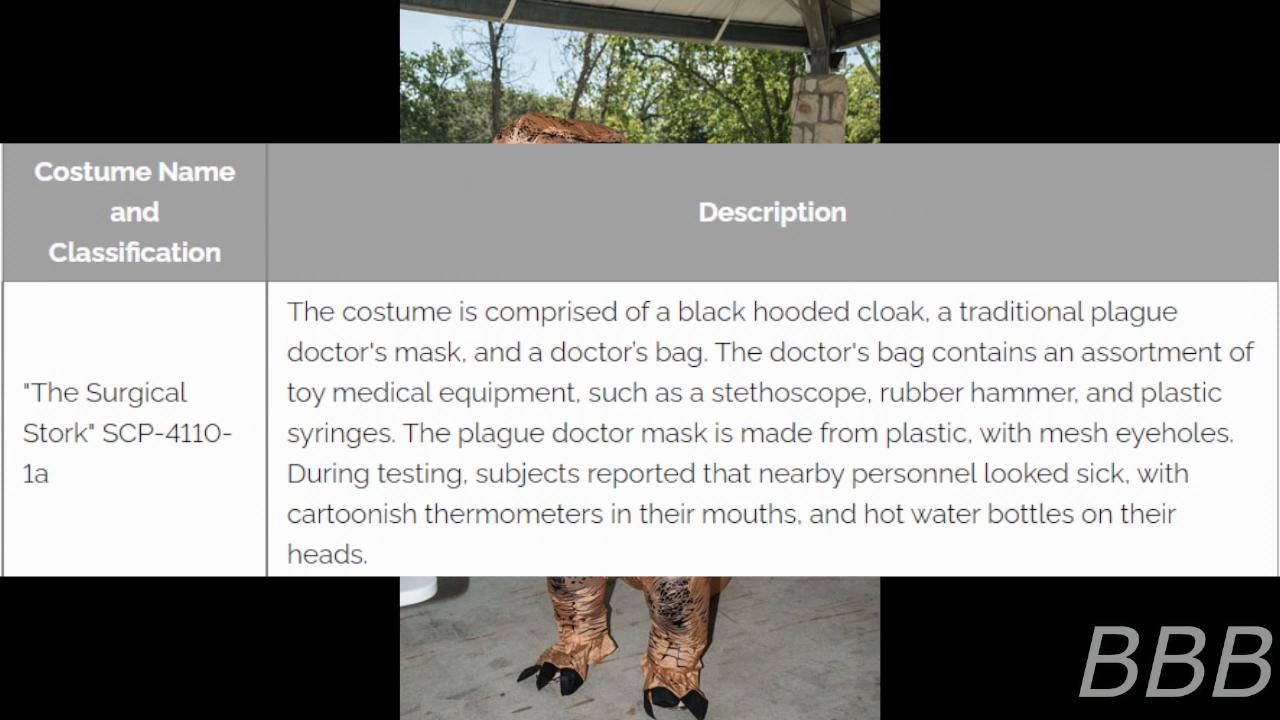 Costume Name
and
Classification
Description
"The Surgical
Stork" SCP-4110-
1a
The costume is comprised of a black hooded cloak, a traditional plague
doctor's mask, and a doctor's bag. The doctor's bag contains an assortment of
toy medical equipment, such as a stethoscope, rubber hammer, and plastic
syringes. The plague doctor mask is made from plastic, with mesh eyeholes.
During testing, subjects reported that nearby personnel looked sick, with
cartoonish thermometers in their mouths, and hot water bottles on their
heads.
BBB